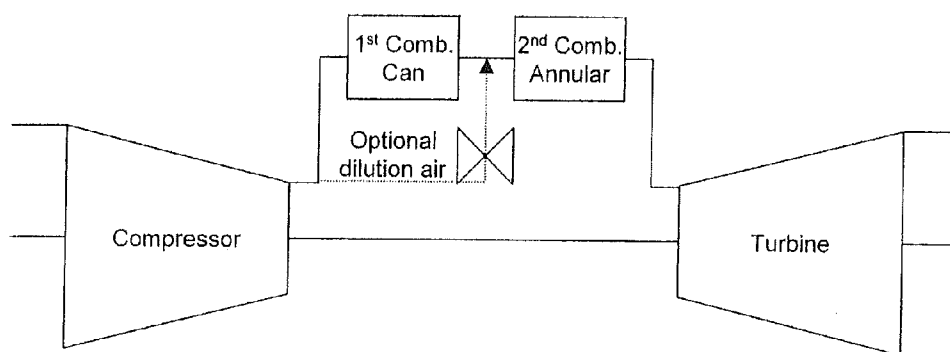 1st Comb.
Can
2nd Comb.
Annular
Optional
dilution air
Compressor
Turbine